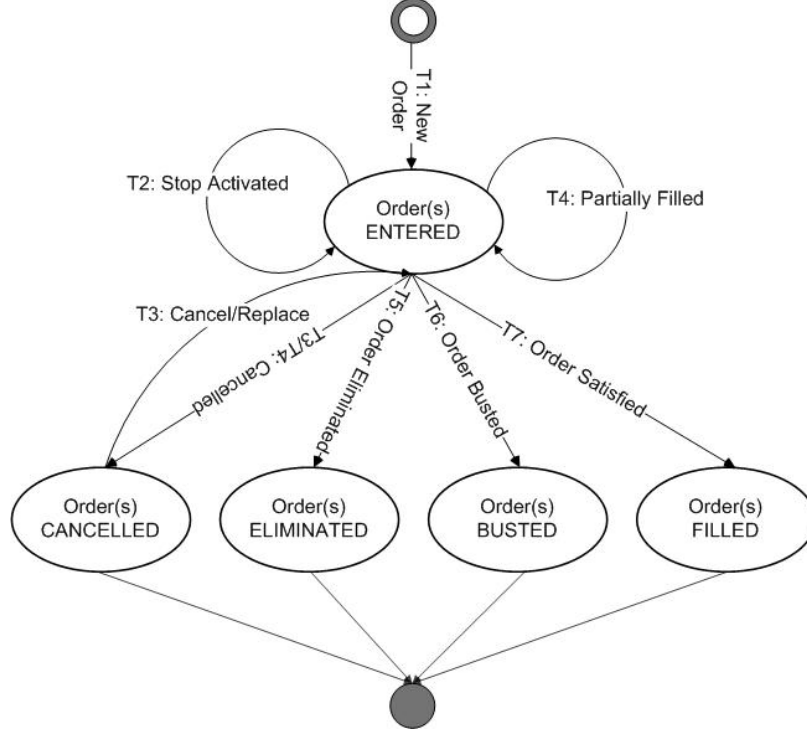 T1: New
Order
T2: Stop Activated
Order(s)
ENTERED
T4: Partially Filled
T3: Cancel/Replace
T3/T4: Cancelled
T5: Order Eliminated
T6: Order Busted
T7: Order Satisfied
Order(s)
CANCELLED
Order(s)
ELIMINATED
Order(s)
BUSTED
Order(s)
FILLED